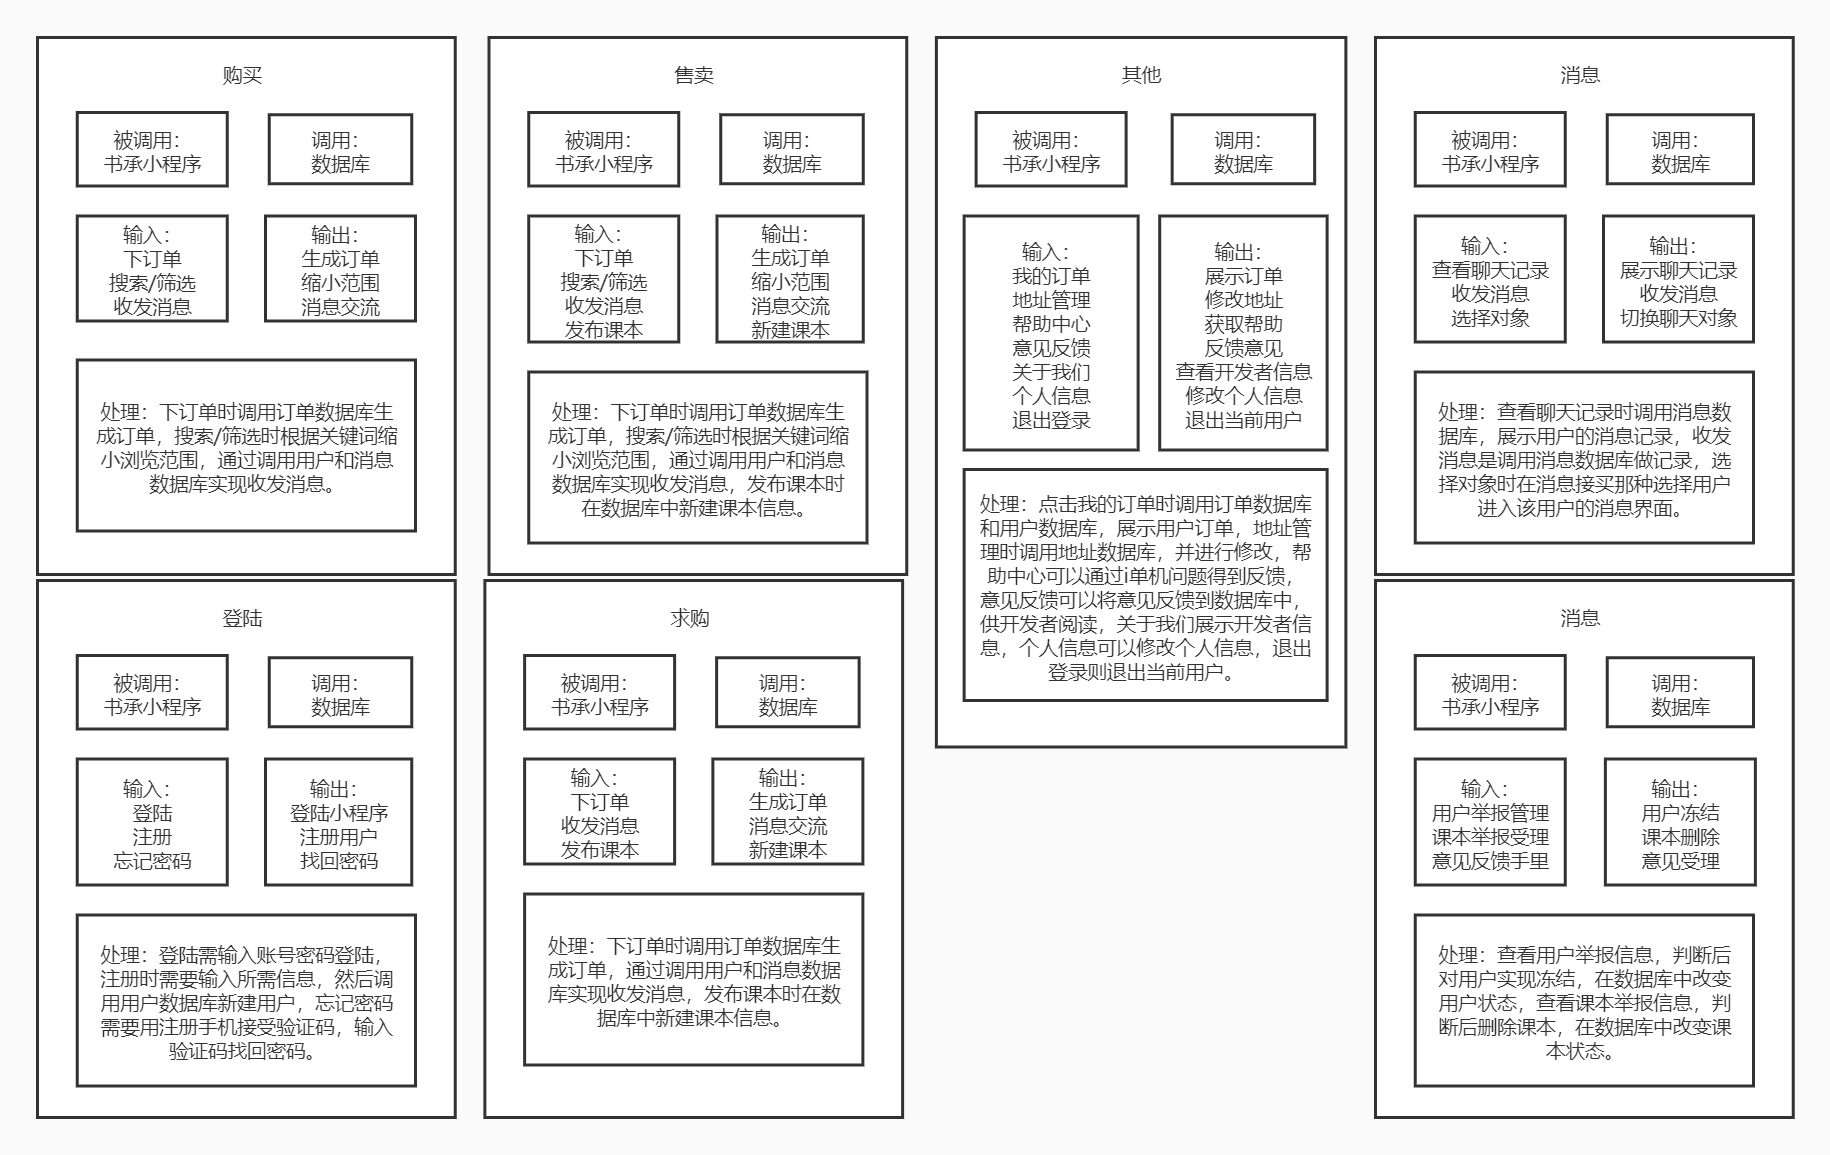 购买
被调用：
书承小程序
调用：
数据库
输入：
下订单
搜索/筛选
收发消息
输出：
生成订单
缩小范围
消息交流
处理：下订单时调用订单数据库生
成订单，搜索/筛选时根据关键词缩
小浏览范围，通过调用用户和消息
数据库实现收发消息。
售卖
被调用：
书承小程序
调用：
数据库
输入：
下订单
搜索/筛选
收发消息
发布课本
输出：
生成订单
缩小范围
消息交流
新建课本
处理：下订单时调用订单数据库生
成订单，搜索/筛选时根据关键词缩
小浏览范围，通过调用用户和消息
数据库实现收发消息，发布课本时
在数据库中新建课本信息。
其他
被调用：
书承小程序
调用：
数据库
输入：
我的订单
地址管理
帮助中心
意见反馈
关于我们
个人信息
退出登录
输出：
展示订单
修改地址
获取帮助
反馈意见
查看开发者信息
修改个人信息
退出当前用户
处理：点击我的订单时调用订单数据库
和用户数据库，展示用户订单，地址管
理时调用地址数据库，并进行修改，帮
助中心可以通过i单机问题得到反馈，
意见反馈可以将意见反馈到数据库中，
供开发者阅读，关于我们展示开发者信
息，个人信息可以修改个人信息，退出
登录则退出当前用户。
消息
被调用：
书承小程序
调用：
数据库
输入：
查看聊天记录
收发消息
选择对象
输出：
展示聊天记录
收发消息
切换聊天对象
处理：查看聊天记录时调用消息数
据库，展示用户的消息记录，收发
消息是调用消息数据库做记录，选
择对象时在消息接买那种选择用户
进入该用户的消息界面。
登陆
被调用：
书承小程序
调用：
数据库
输入：
登陆
注册
忘记密码
输出：
登陆小程序
注册用户
找回密码
处理：登陆需输入账号密码登陆，
注册时需要输入所需信息，然后调
用用户数据库新建用户，忘记密码
需要用注册手机接受验证码，输入
验证码找回密码。
求购
被调用：
书承小程序
调用：
数据库
输入：
下订单
收发消息
发布课本
输出：
生成订单
消息交流
新建课本
处理：下订单时调用订单数据库生
成订单，通过调用用户和消息数据
库实现收发消息，发布课本时在数
据库中新建课本信息。
消息
被调用：
书承小程序
调用：
数据库
输入：
用户举报管理
课本举报受理
意见反馈手里
输出：
用户冻结
课本删除
意见受理
处理：查看用户举报信息，判断后
对用户实现冻结，在数据库中改变
用户状态，查看课本举报信息，判
断后删除课本，在数据库中改变课
本状态。